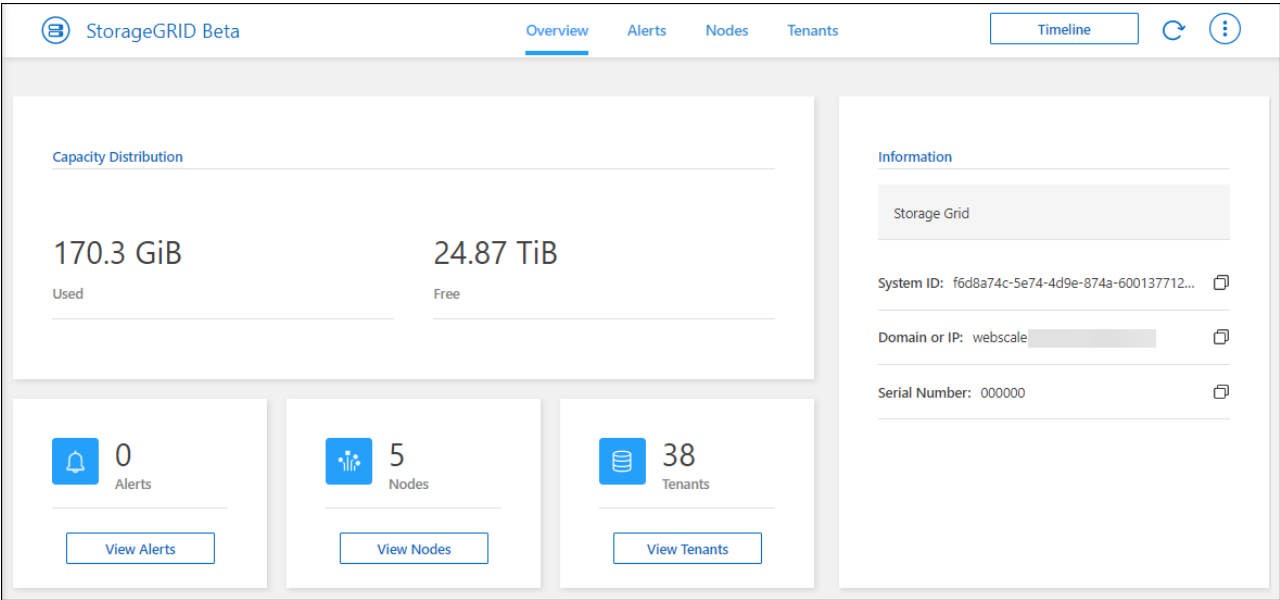 StorageGRID Beta
Overview Alerts Nodes Tenants
Timeline
Capacity Distribution
170.3 GiB
Used
24.87 TiB
Free
Information
Storage Grid
System ID: f6d8a74c-5e74-4d9e-874a-600137712...
Domain or IP: webscale
Serial Number: 000000
0
Alerts
View Alerts
5
Nodes
View Nodes
38
Tenants
View Tenants